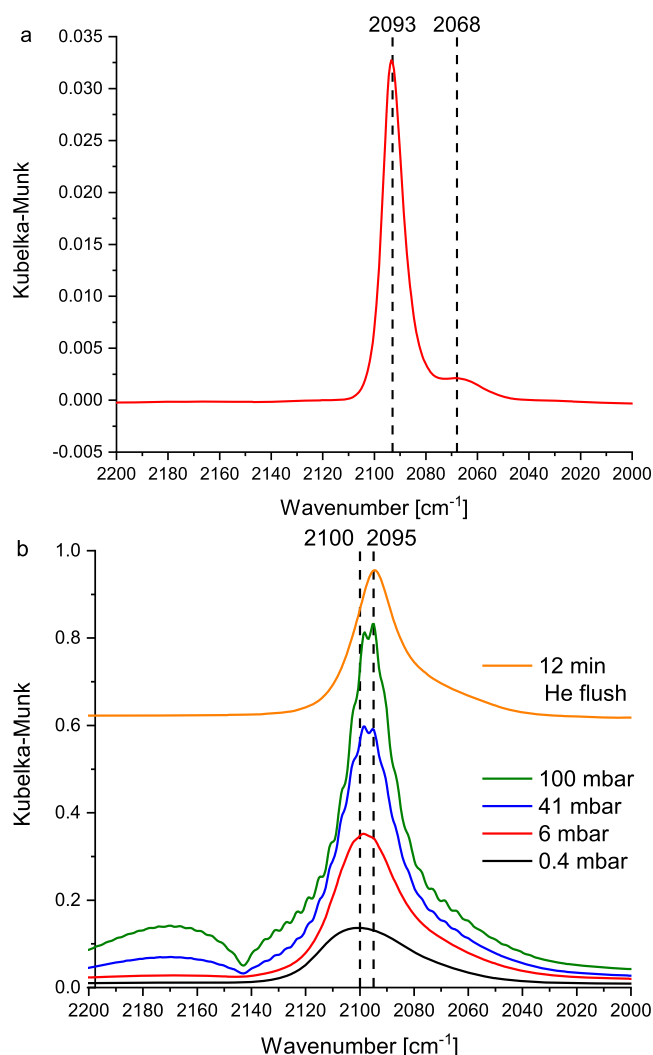 a
2093 2068
0.035
0.030
0.025
0.020
0.015
0.010
0.005
0.000
-0.005
Kubelka-Munk
2200 2180 2160 2140 2120 2100 2080 2060 2040 2020 2000
Wavenumber [cm⁻¹]
b
2100 2095
1.0
0.8
0.6
0.4
0.2
0.0
Kubelka-Munk
12 min
He flush
100 mbar
41 mbar
6 mbar
0.4 mbar
2200 2180 2160 2140 2120 2100 2080 2060 2040 2020 2000
Wavenumber [cm⁻¹]